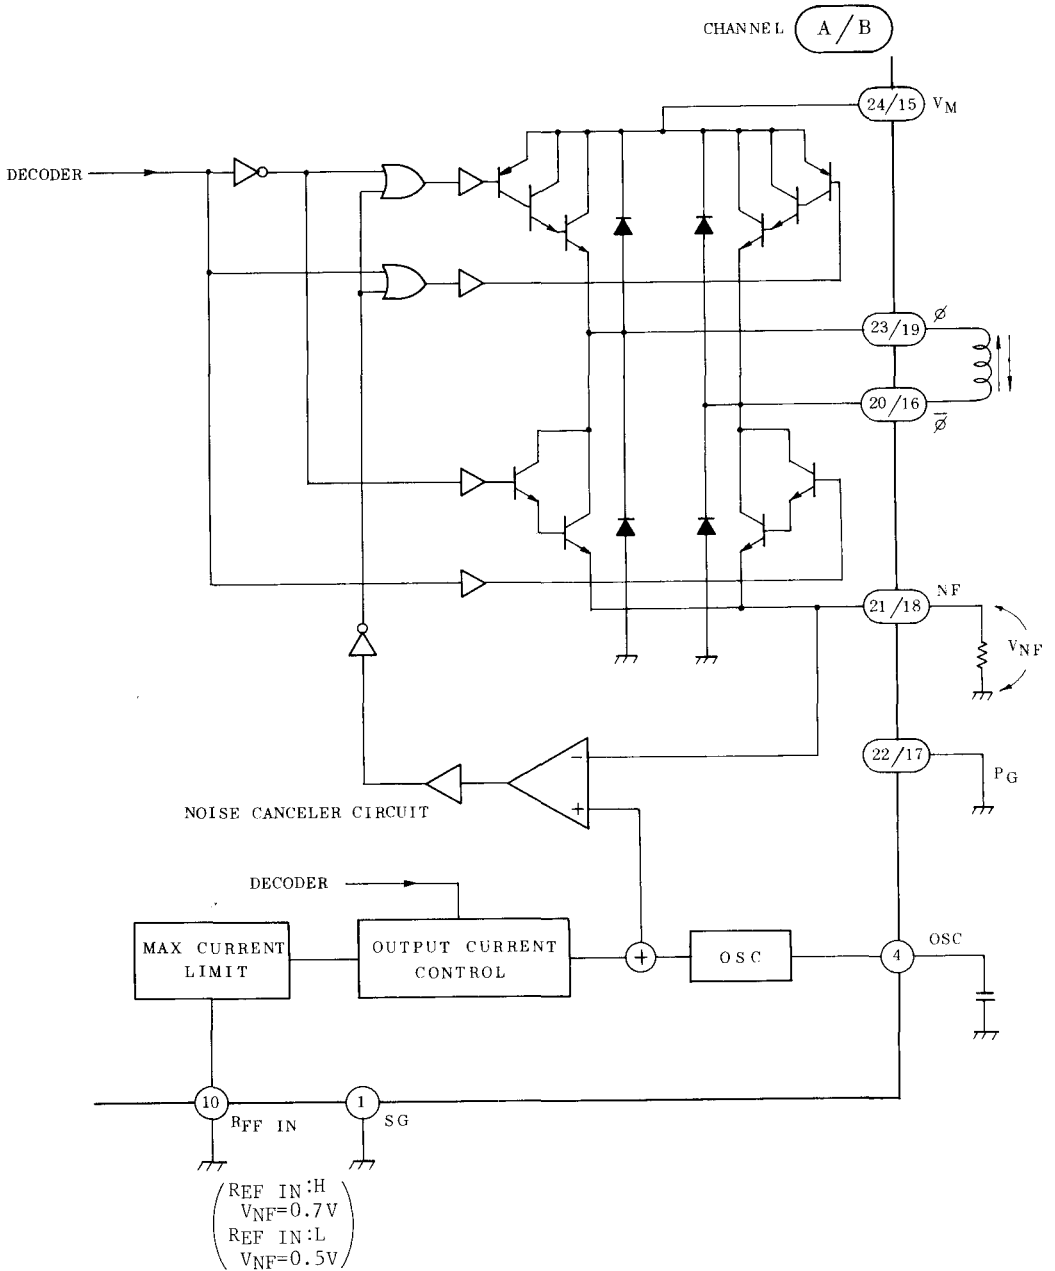 CHANNEL A/B
24/15 VM
DECODER
23/19 ø
20/16 ø̅
NF
21/18
VNF
22/17
PG
−
+
NOISE CANCELER CIRCUIT
DECODER
MAX CURRENT
LIMIT
OUTPUT CURRENT
CONTROL
+
OSC
4
OSC
10
RFF IN
1
SG
REF IN:H
VNF=0.7V
REF IN:L
VNF=0.5V